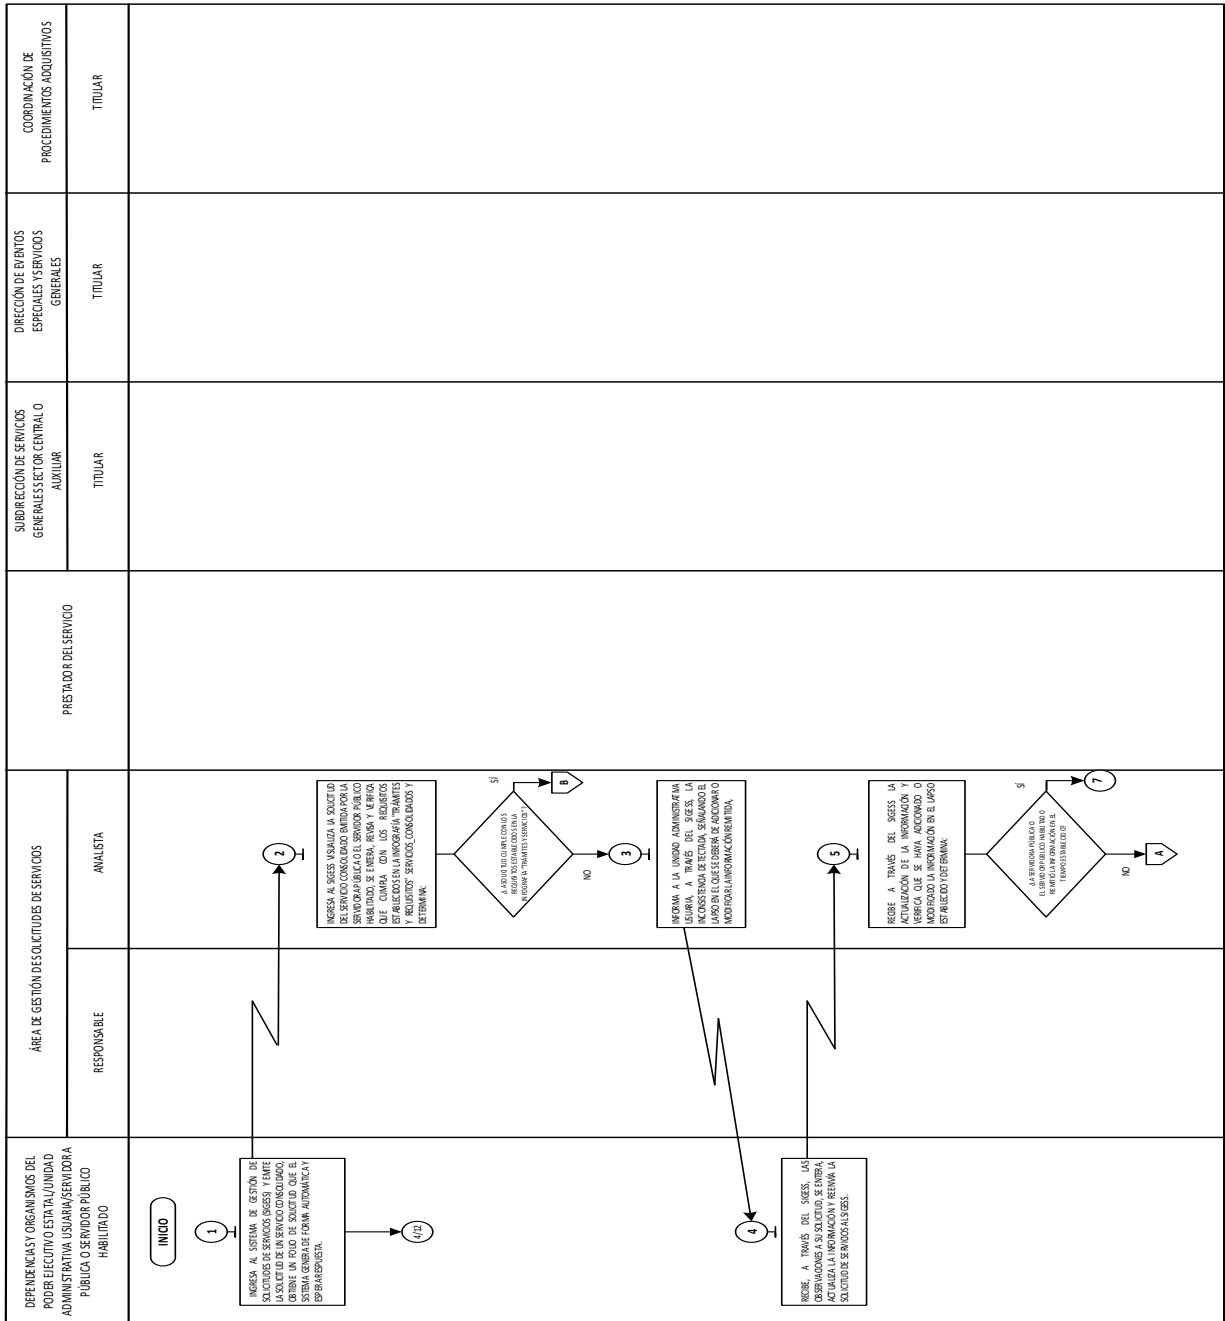 DEPENDENCIAS Y ORGANISMOS DEL
PODER EJECUTIVO ESTATAL/UNIDAD
ADMINISTRATIVA USUARIA/SERVIDORA
PÚBLICA O SERVIDOR PÚBLICO
HABILITADO
ÁREA DE GESTIÓN DE SOLICITUDES DE SERVICIOS
RESPONSABLE
ANALISTA
PRESTADOR DEL SERVICIO
SUBDIRECCIÓN DE SERVICIOS
GENERALES SECTOR CENTRAL O
AUXILIAR
TITULAR
DIRECCIÓN DE EVENTOS
ESPECIALES Y SERVICIOS
GENERALES
TITULAR
COORDINACIÓN DE
PROCEDIMIENTOS ADQUISITIVOS
TITULAR
INICIO
1
INGRESA AL SISTEMA DE GESTIÓN DE
SOLICITUDES DE SERVICIOS (SIGESS) Y EMITE
LA SOLICITUD DE UN SERVICIO CONSOLIDADO,
OBTIENE UN FOLIO DE SOLICITUD QUE EL
SISTEMA GENERA DE FORMA AUTOMÁTICA Y
ESPERA RESPUESTA.
4/12
2
INGRESA AL SIGESS VISUALIZA LA SOLICITUD
DEL SERVICIO CONSOLIDADO EMITIDA POR LA
SERVIDORA PÚBLICA O EL SERVIDOR PÚBLICO
HABILITADO, SE ENTERA, REVISA Y VERIFICA
QUE CUMPLA CON LOS REQUISITOS
ESTABLECIDOS EN LA INFOGRAFÍA "TRÁMITES
Y REQUISITOS" SERVICIOS_CONSOLIDADOS Y
DETERMINA:
¿LA SOLICITUD CUMPLE CON LOS
REQUISITOS ESTABLECIDOS EN LA
INFOGRAFÍA "TRÁMITES Y SERVICIOS"?
SÍ
B
NO
3
INFORMA A LA UNIDAD ADMINISTRATIVA
USUARIA, A TRAVÉS DEL SIGESS, LA
INCONSISTENCIA DETECTADA, SEÑALANDO EL
LAPSO EN EL QUE SE DEBERÁ DE ADICIONAR O
MODIFICAR LA INFORMACIÓN REMITIDA.
4
RECIBE, A TRAVÉS DEL SIGESS, LAS
OBSERVACIONES A SU SOLICITUD, SE ENTERA,
ACTUALIZA LA INFORMACIÓN Y REENVÍA LA
SOLICITUD DE SERVICIOS AL SIGESS.
5
RECIBE A TRAVÉS DEL SIGESS LA
ACTUALIZACIÓN DE LA INFORMACIÓN Y
VERIFICA QUE SE HAYA ADICIONADO O
MODIFICADO LA INFORMACIÓN EN EL LAPSO
ESTABLECIDO Y DETERMINA:
¿LA SERVIDORA PÚBLICA O
EL SERVIDOR PÚBLICO HABILITADO
REMITIÓ LA INFORMACIÓN EN EL
TIEMPO ESTABLECIDO?
SÍ
7
NO
A